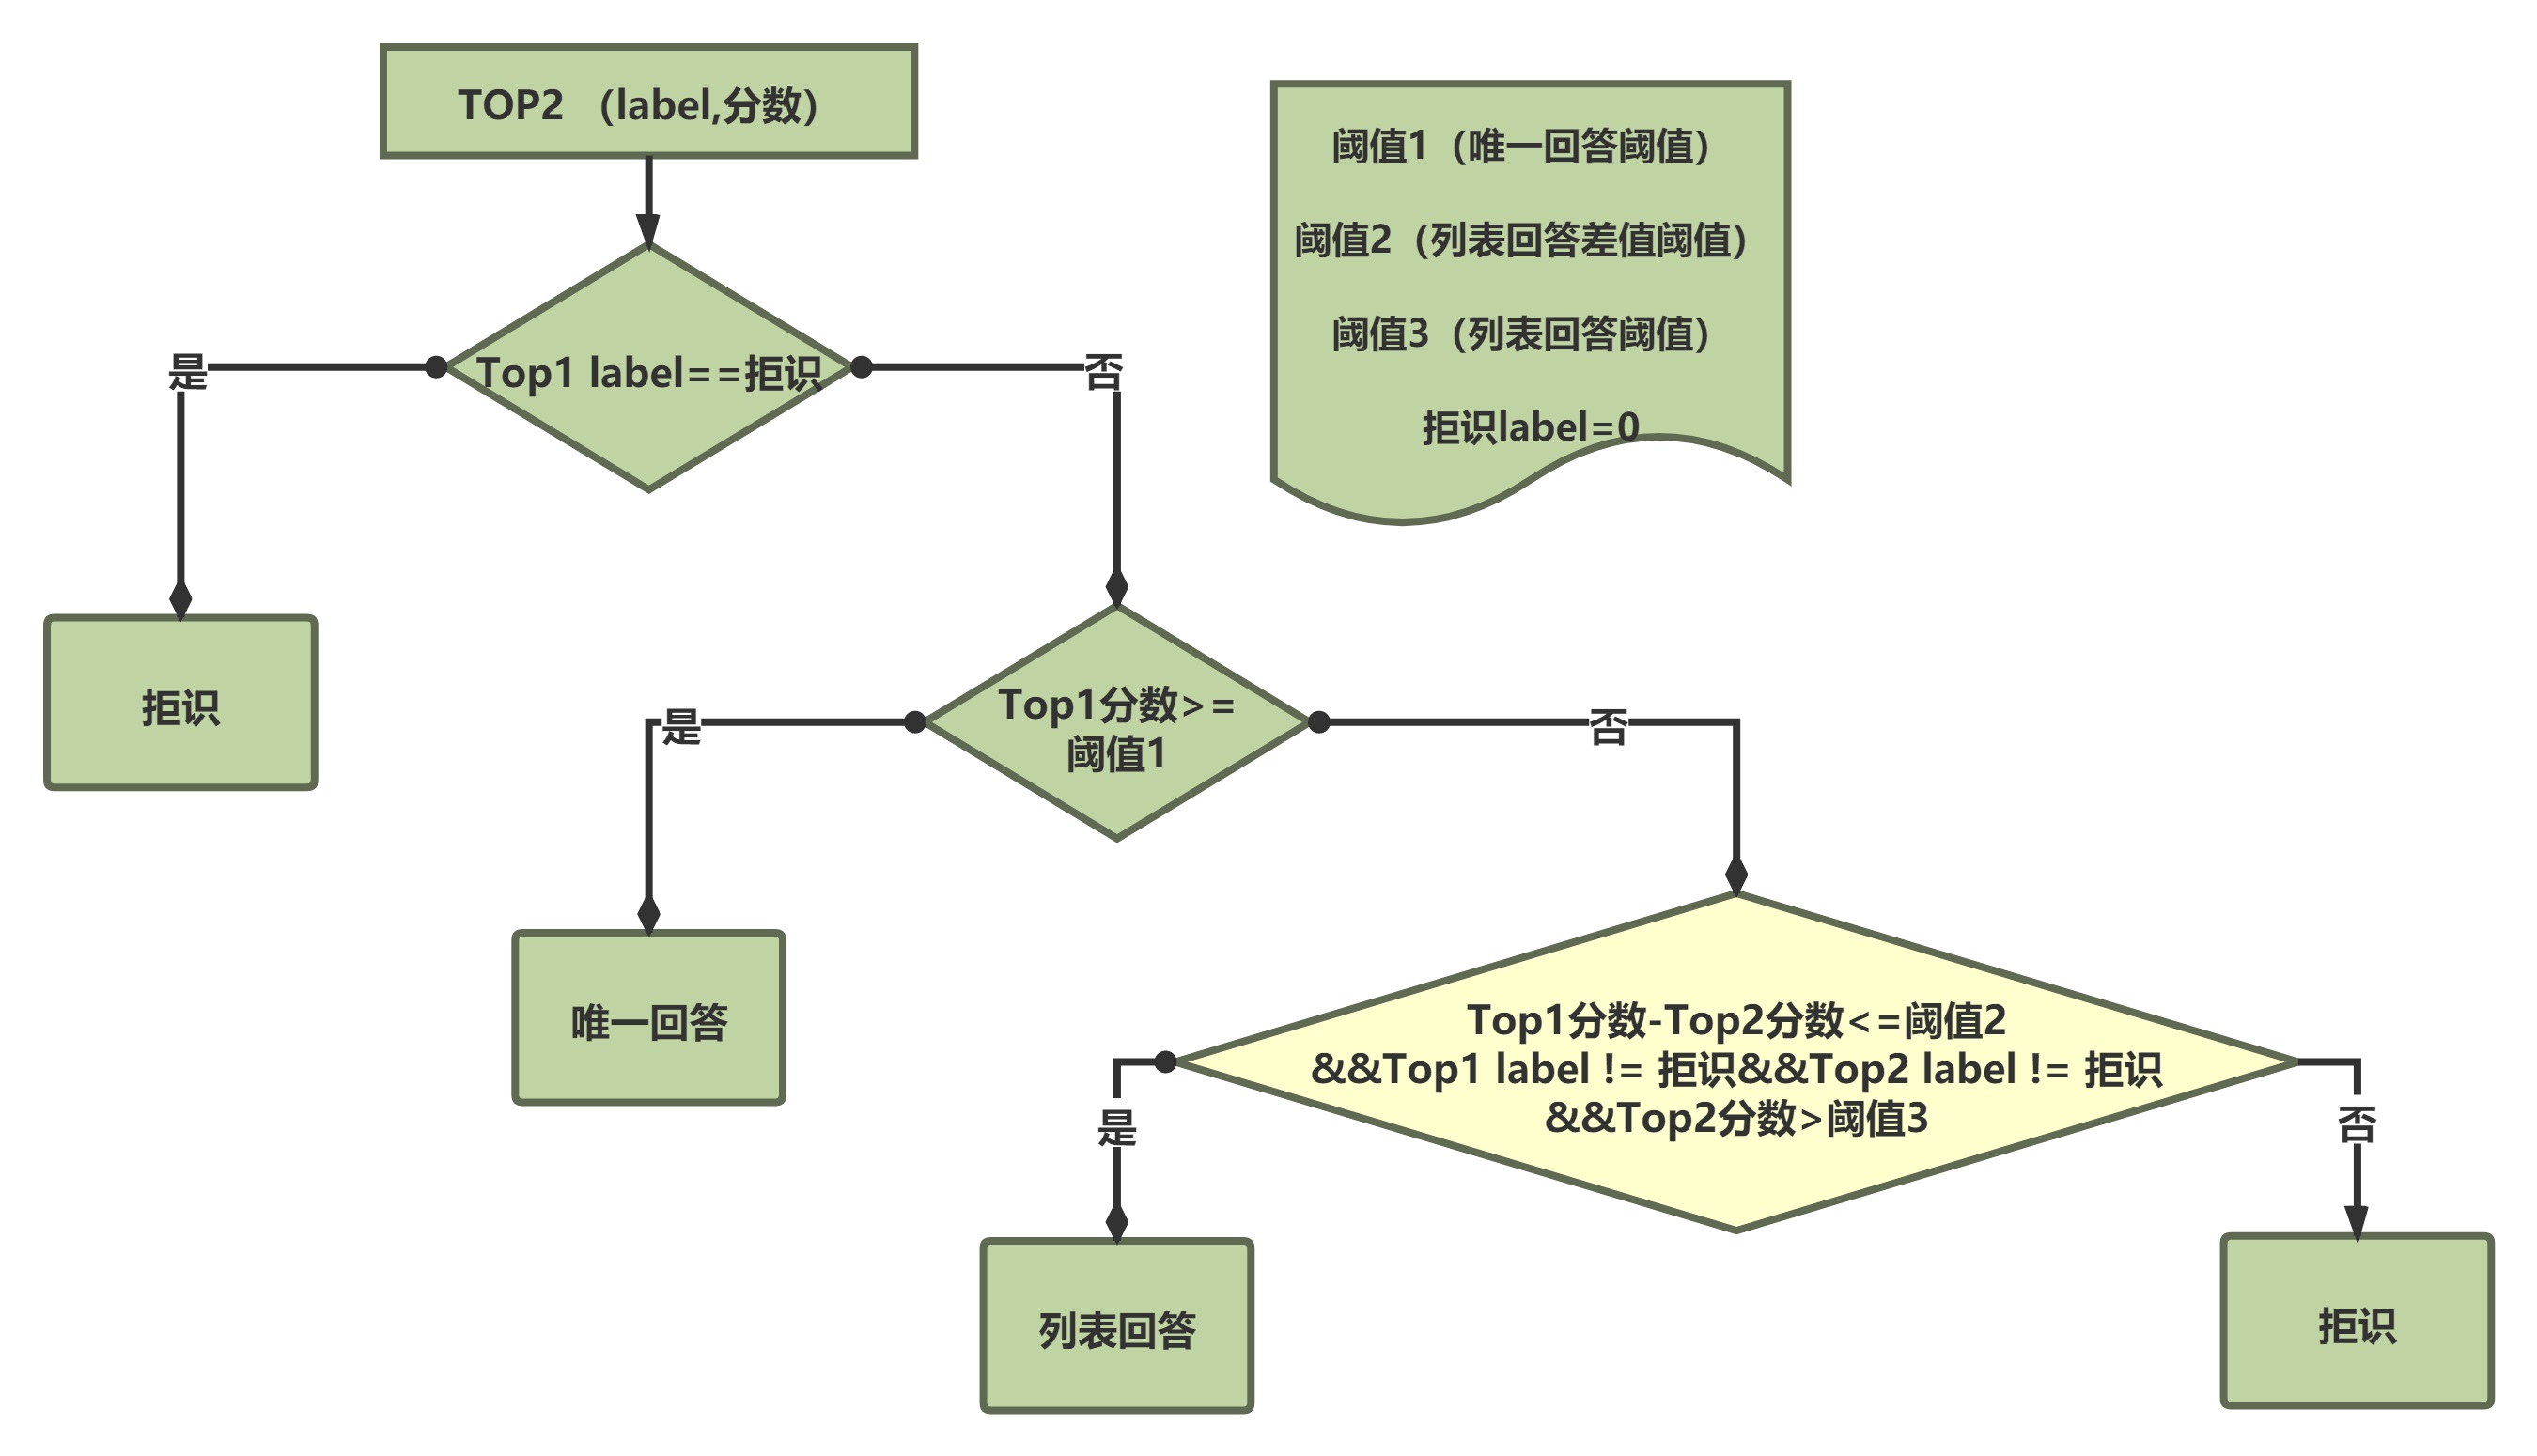 TOP2 （label,分数）
阈值1（唯一回答阈值）
阈值2（列表回答差值阈值）
阈值3（列表回答阈值）
拒识label=0
Top1 label==拒识
是
否
拒识
Top1分数>=
阈值1
是
否
唯一回答
Top1分数-Top2分数<=阈值2
&&Top1 label != 拒识&&Top2 label != 拒识
&&Top2分数>阈值3
是
否
列表回答
拒识